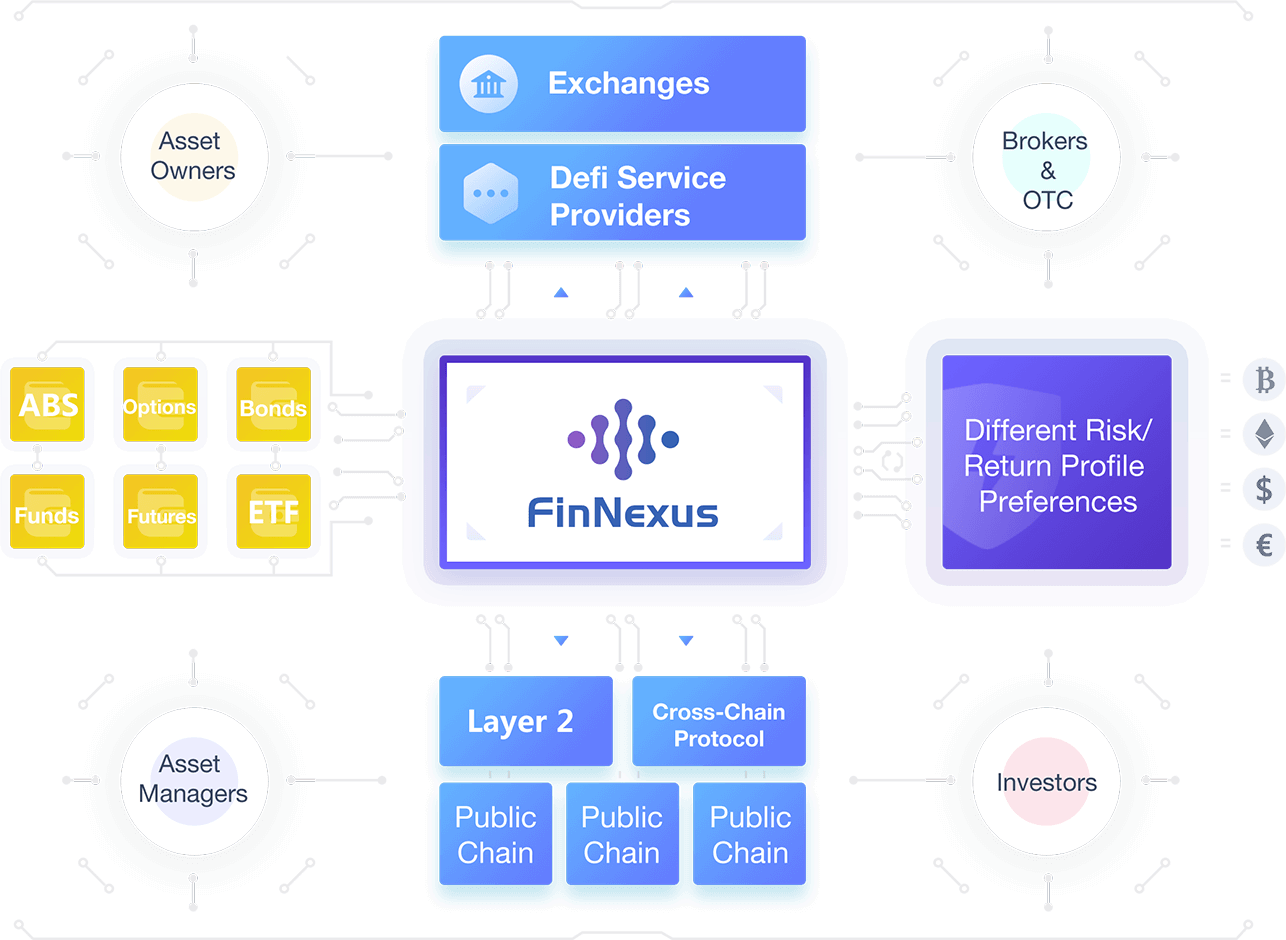 Exchanges
Asset
Owners
Brokers
&
OTC
Defi Service
Providers
ABS
Options
Bonds
Funds
Futures
ETF
FinNexus
Different Risk/
Return Profile
Preferences
₿
$
€
Layer 2
Cross-Chain
Protocol
Asset
Managers
Investors
Public
Chain
Public
Chain
Public
Chain